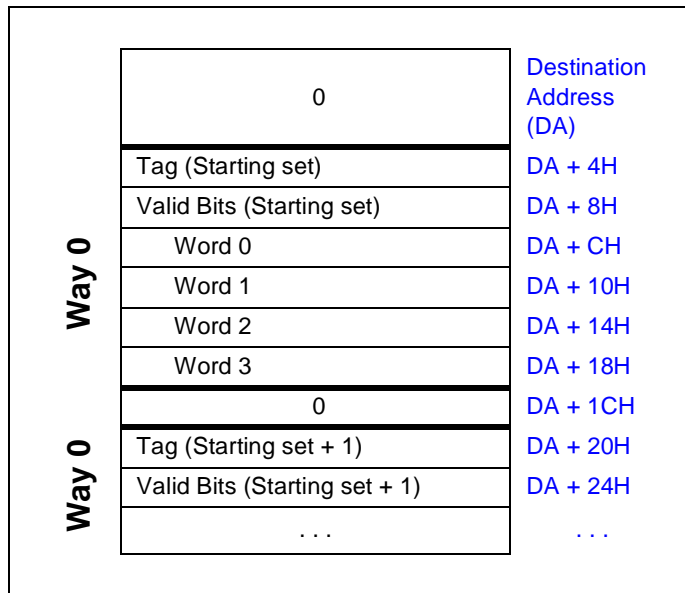 0
Destination
Address
(DA)
Way 0
Tag (Starting set)
DA + 4H
Valid Bits (Starting set)
DA + 8H
Word 0
DA + CH
Word 1
DA + 10H
Word 2
DA + 14H
Word 3
DA + 18H
0
DA + 1CH
Way 0
Tag (Starting set + 1)
DA + 20H
Valid Bits (Starting set + 1)
DA + 24H
. . .
. . .